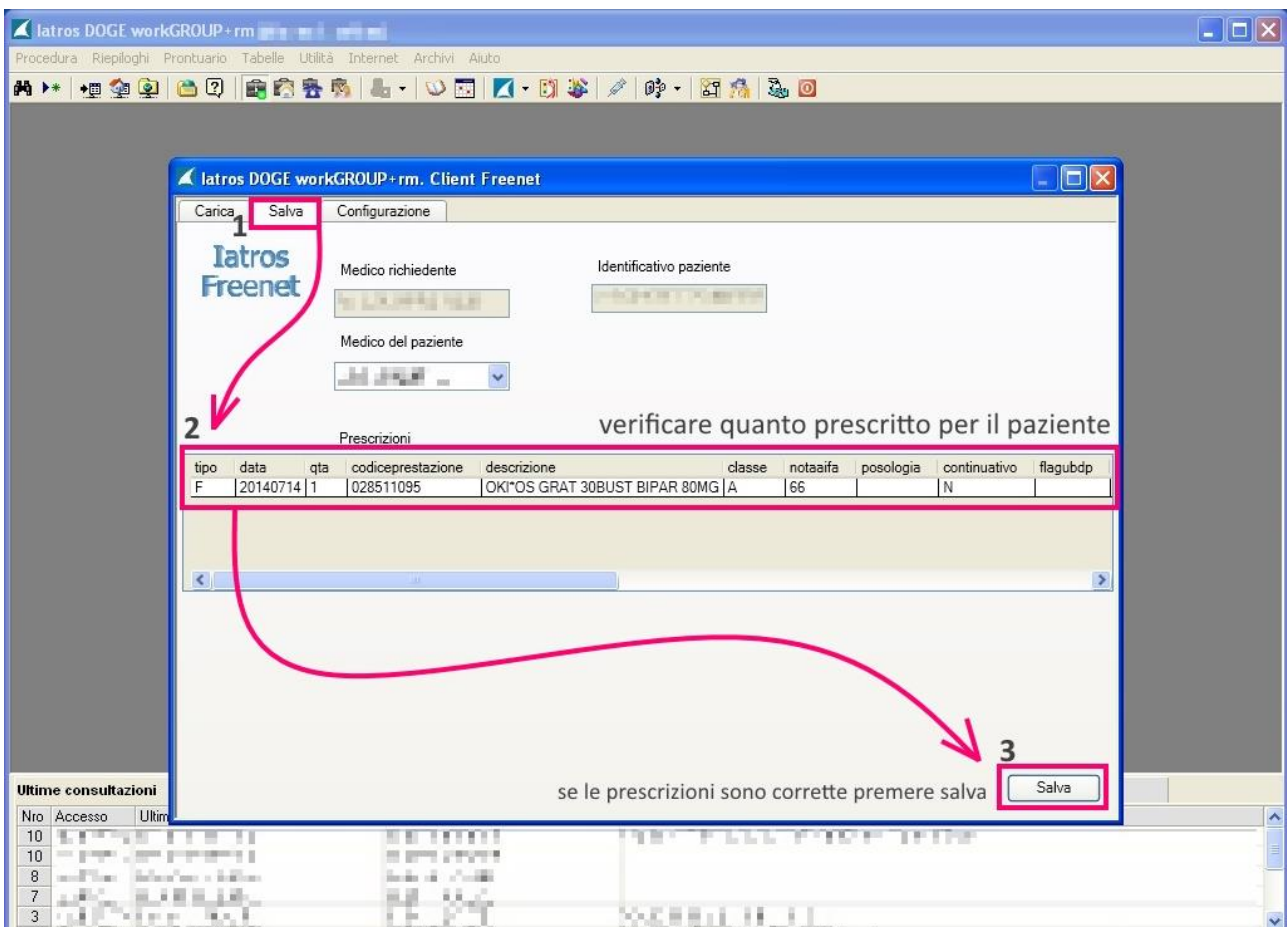 Iatros DOGE workGROUP+rm
Procedura Riepiloghi Prontuario Tabelle Utilità Internet Archivi Aiuto
Iatros DOGE workGROUP+rm. Client Freenet
Carica Salva Configurazione
1
Iatros
Freenet
Medico richiedente Identificativo paziente
Medico del paziente
2 verificare quanto prescritto per il paziente
Prescrizioni
tipo data qta codiceprestazione descrizione classe notaaifa posologia continuativo flagubdp
F 20140714 1 028511095 OKI*OS GRAT 30BUST BIPAR 80MG A 66 N
3
se le prescrizioni sono corrette premere salva Salva
Ultime consultazioni
Nro Accesso Ultim
10
10
8
7
3